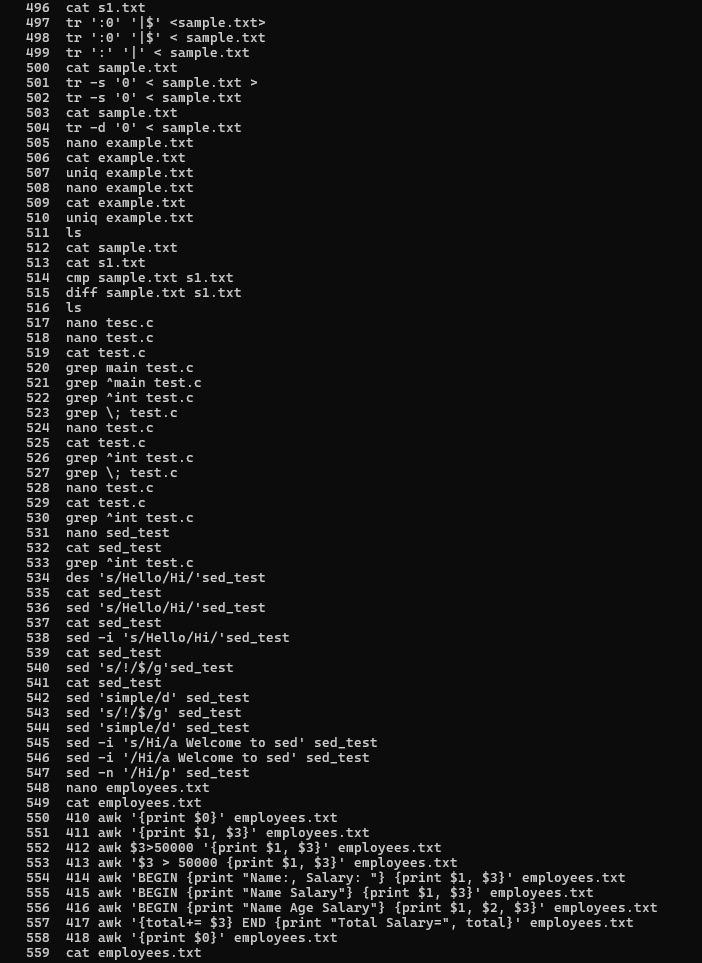 496 cat s1.txt
497 tr ':0' '|$' <sample.txt>
498 tr ':0' '|$' < sample.txt
499 tr ':' '|' < sample.txt
500 cat sample.txt
501 tr -s '0' < sample.txt >
502 tr -s '0' < sample.txt
503 cat sample.txt
504 tr -d '0' < sample.txt
505 nano example.txt
506 cat example.txt
507 uniq example.txt
508 nano example.txt
509 cat example.txt
510 uniq example.txt
511 ls
512 cat sample.txt
513 cat s1.txt
514 cmp sample.txt s1.txt
515 diff sample.txt s1.txt
516 ls
517 nano tesc.c
518 nano test.c
519 cat test.c
520 grep main test.c
521 grep ^main test.c
522 grep ^int test.c
523 grep \; test.c
524 nano test.c
525 cat test.c
526 grep ^int test.c
527 grep \; test.c
528 nano test.c
529 cat test.c
530 grep ^int test.c
531 nano sed_test
532 cat sed_test
533 grep ^int test.c
534 des 's/Hello/Hi/'sed_test
535 cat sed_test
536 sed 's/Hello/Hi/'sed_test
537 cat sed_test
538 sed -i 's/Hello/Hi/'sed_test
539 cat sed_test
540 sed 's/!/$/g'sed_test
541 cat sed_test
542 sed 'simple/d' sed_test
543 sed 's/!/$/g' sed_test
544 sed 'simple/d' sed_test
545 sed -i 's/Hi/a Welcome to sed' sed_test
546 sed -i '/Hi/a Welcome to sed' sed_test
547 sed -n '/Hi/p' sed_test
548 nano employees.txt
549 cat employees.txt
550 410 awk '{print $0}' employees.txt
551 411 awk '{print $1, $3}' employees.txt
552 412 awk $3>50000 '{print $1, $3}' employees.txt
553 413 awk '$3 > 50000 {print $1, $3}' employees.txt
554 414 awk 'BEGIN {print "Name:, Salary: "} {print $1, $3}' employees.txt
555 415 awk 'BEGIN {print "Name Salary"} {print $1, $3}' employees.txt
556 416 awk 'BEGIN {print "Name Age Salary"} {print $1, $2, $3}' employees.txt
557 417 awk '{total+= $3} END {print "Total Salary=", total}' employees.txt
558 418 awk '{print $0}' employees.txt
559 cat employees.txt